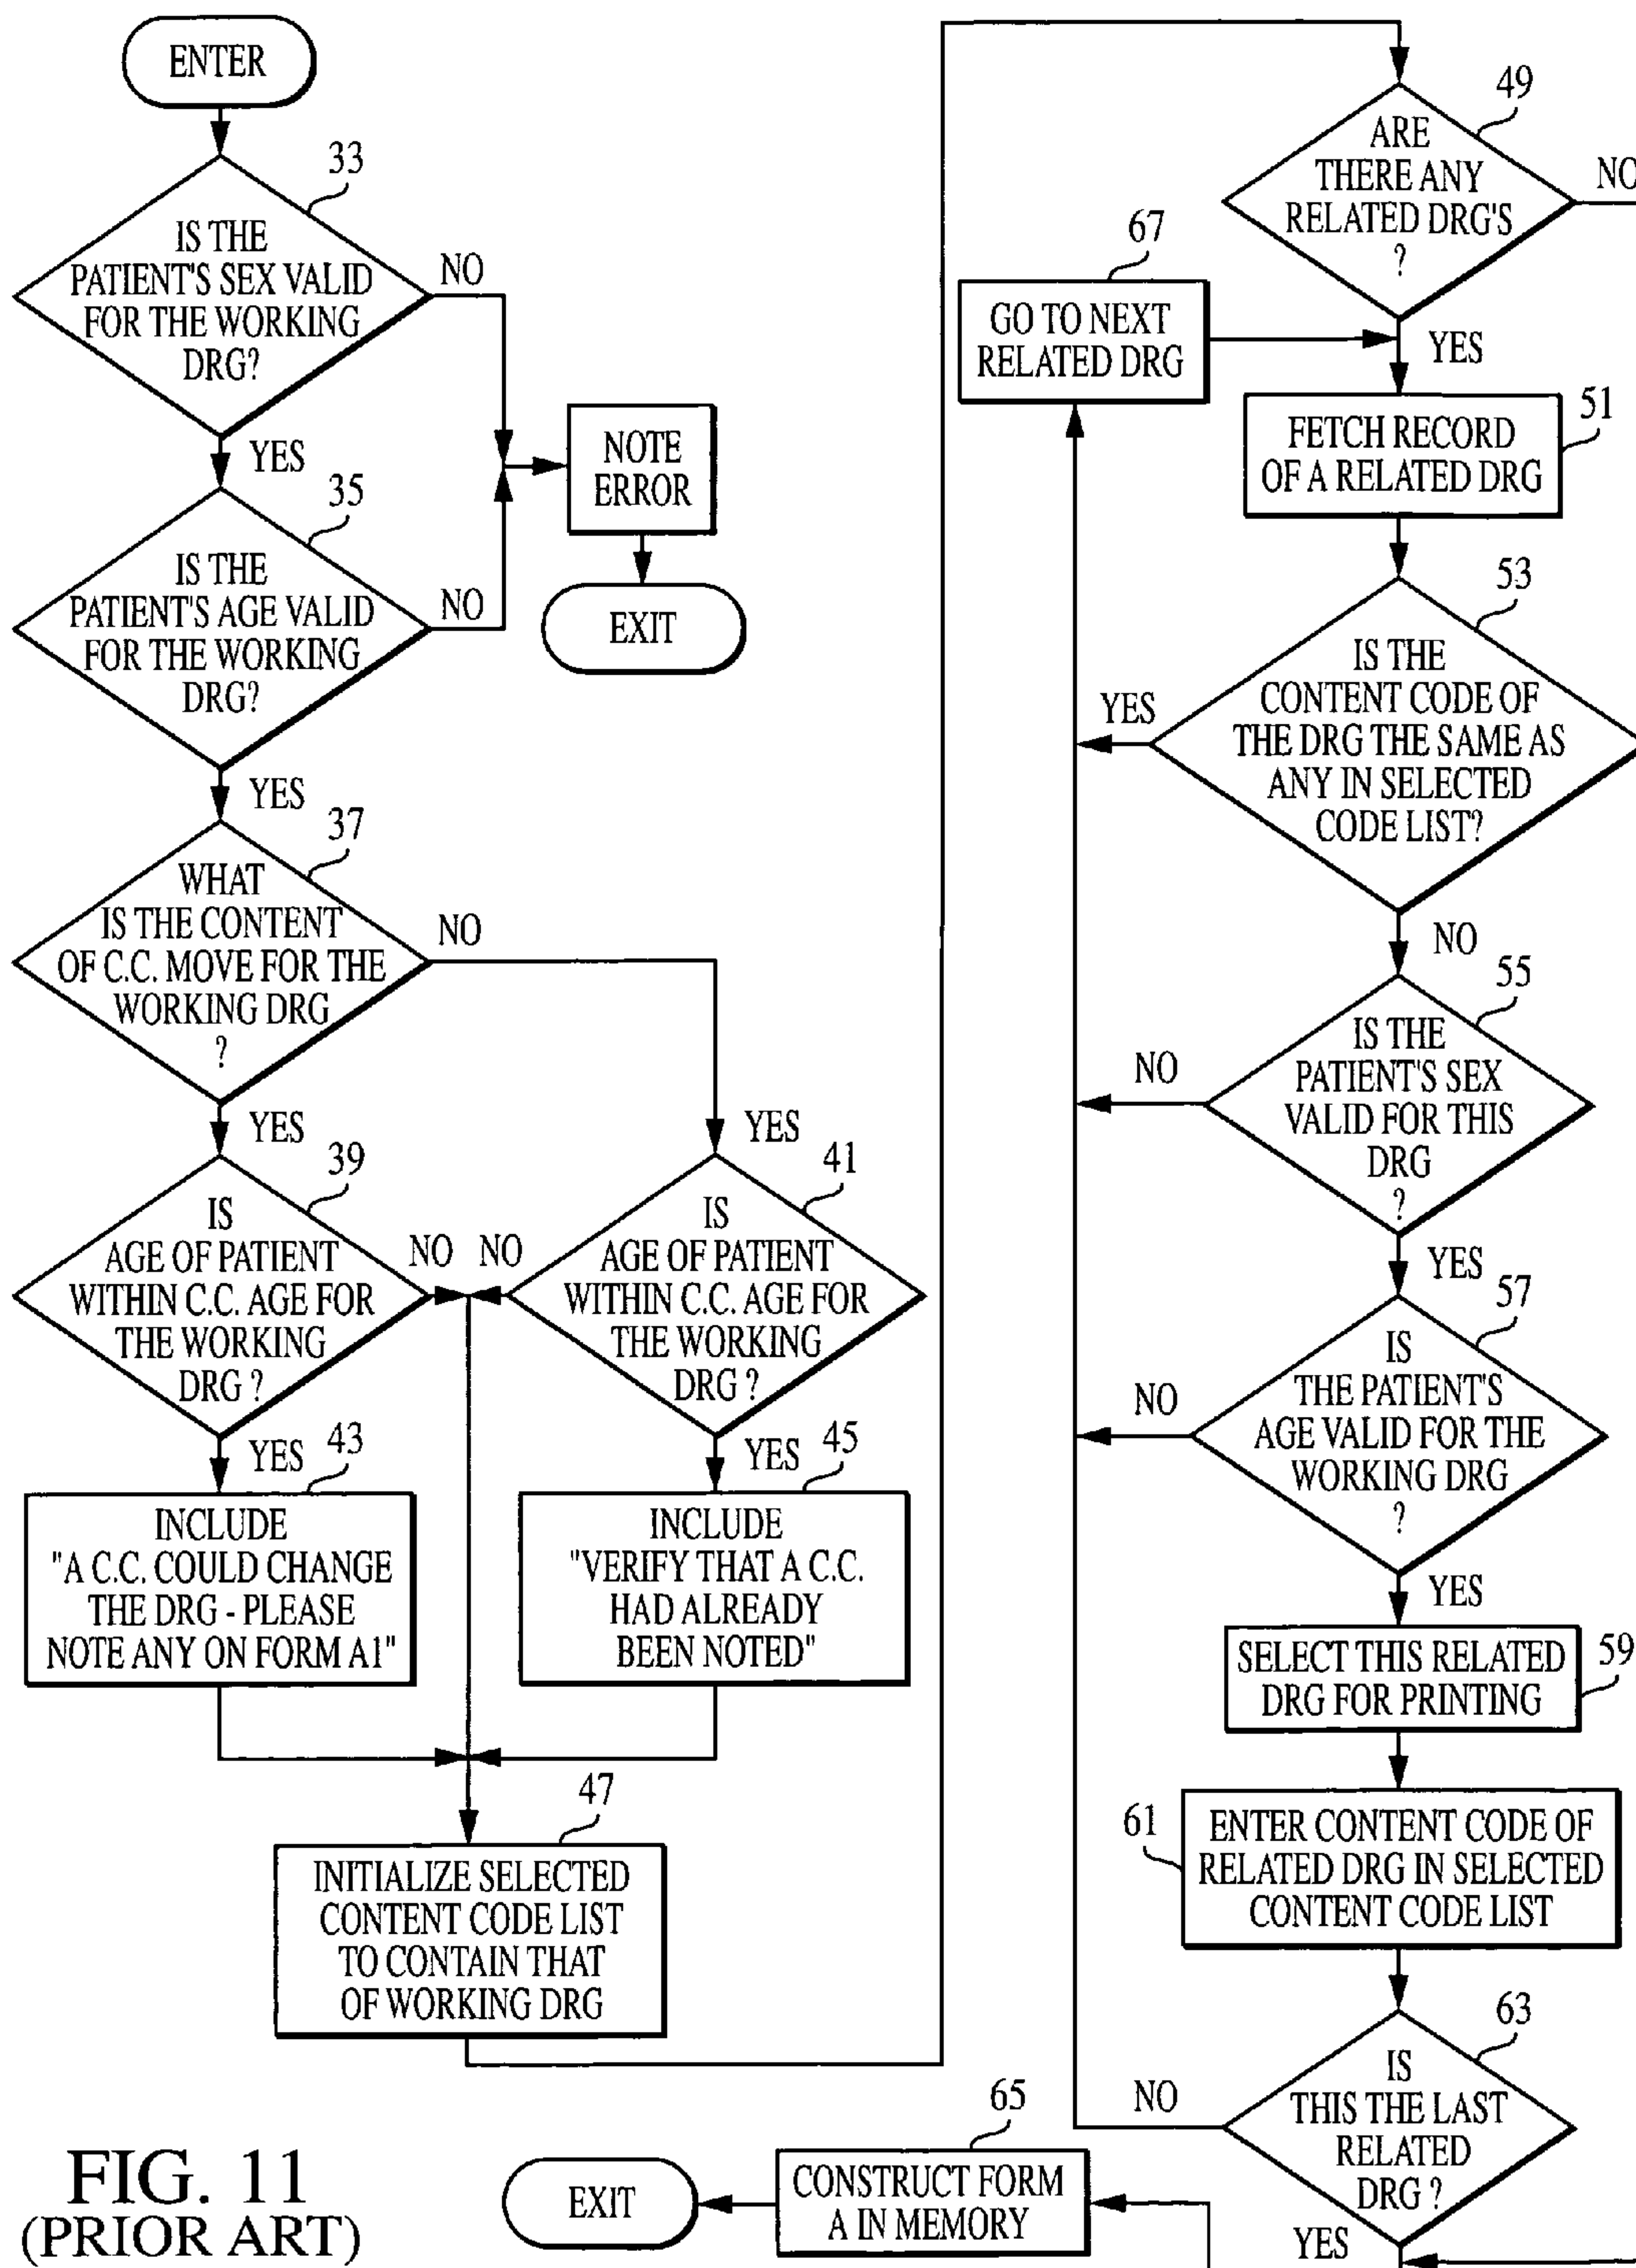 ENTER
33
IS THE
PATIENT'S SEX VALID
FOR THE WORKING
DRG?
NO
YES
35
IS THE
PATIENT'S AGE VALID
FOR THE WORKING
DRG?
NO
NOTE
ERROR
EXIT
YES
37
WHAT
IS THE CONTENT
OF C.C. MOVE FOR THE
WORKING DRG
?
NO
YES
YES
39
IS
AGE OF PATIENT
WITHIN C.C. AGE FOR
THE WORKING
DRG ?
NO
NO
41
IS
AGE OF PATIENT
WITHIN C.C. AGE FOR
THE WORKING
DRG ?
YES
43
INCLUDE
"A C.C. COULD CHANGE
THE DRG - PLEASE
NOTE ANY ON FORM A1"
YES
45
INCLUDE
"VERIFY THAT A C.C.
HAD ALREADY
BEEN NOTED"
47
INITIALIZE SELECTED
CONTENT CODE LIST
TO CONTAIN THAT
OF WORKING DRG
49
ARE
THERE ANY
RELATED DRG'S
?
NO
67
GO TO NEXT
RELATED DRG
YES
51
FETCH RECORD
OF A RELATED DRG
53
IS THE
CONTENT CODE OF
THE DRG THE SAME AS
ANY IN SELECTED
CODE LIST?
YES
NO
55
IS THE
PATIENT'S SEX
VALID FOR THIS
DRG
?
NO
YES
57
IS
THE PATIENT'S
AGE VALID FOR THE
WORKING DRG
?
NO
YES
SELECT THIS RELATED
DRG FOR PRINTING
59
61
ENTER CONTENT CODE OF
RELATED DRG IN SELECTED
CONTENT CODE LIST
63
IS
THIS THE LAST
RELATED
DRG ?
NO
YES
65
CONSTRUCT FORM
A IN MEMORY
EXIT
FIG. 11
(PRIOR ART)